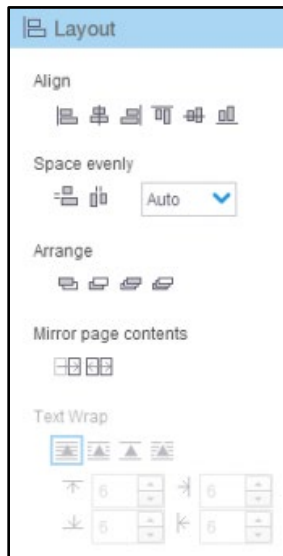 Layout
Align
Space evenly
Auto
Arrange
Mirror page contents
Text Wrap
6 6
6 6